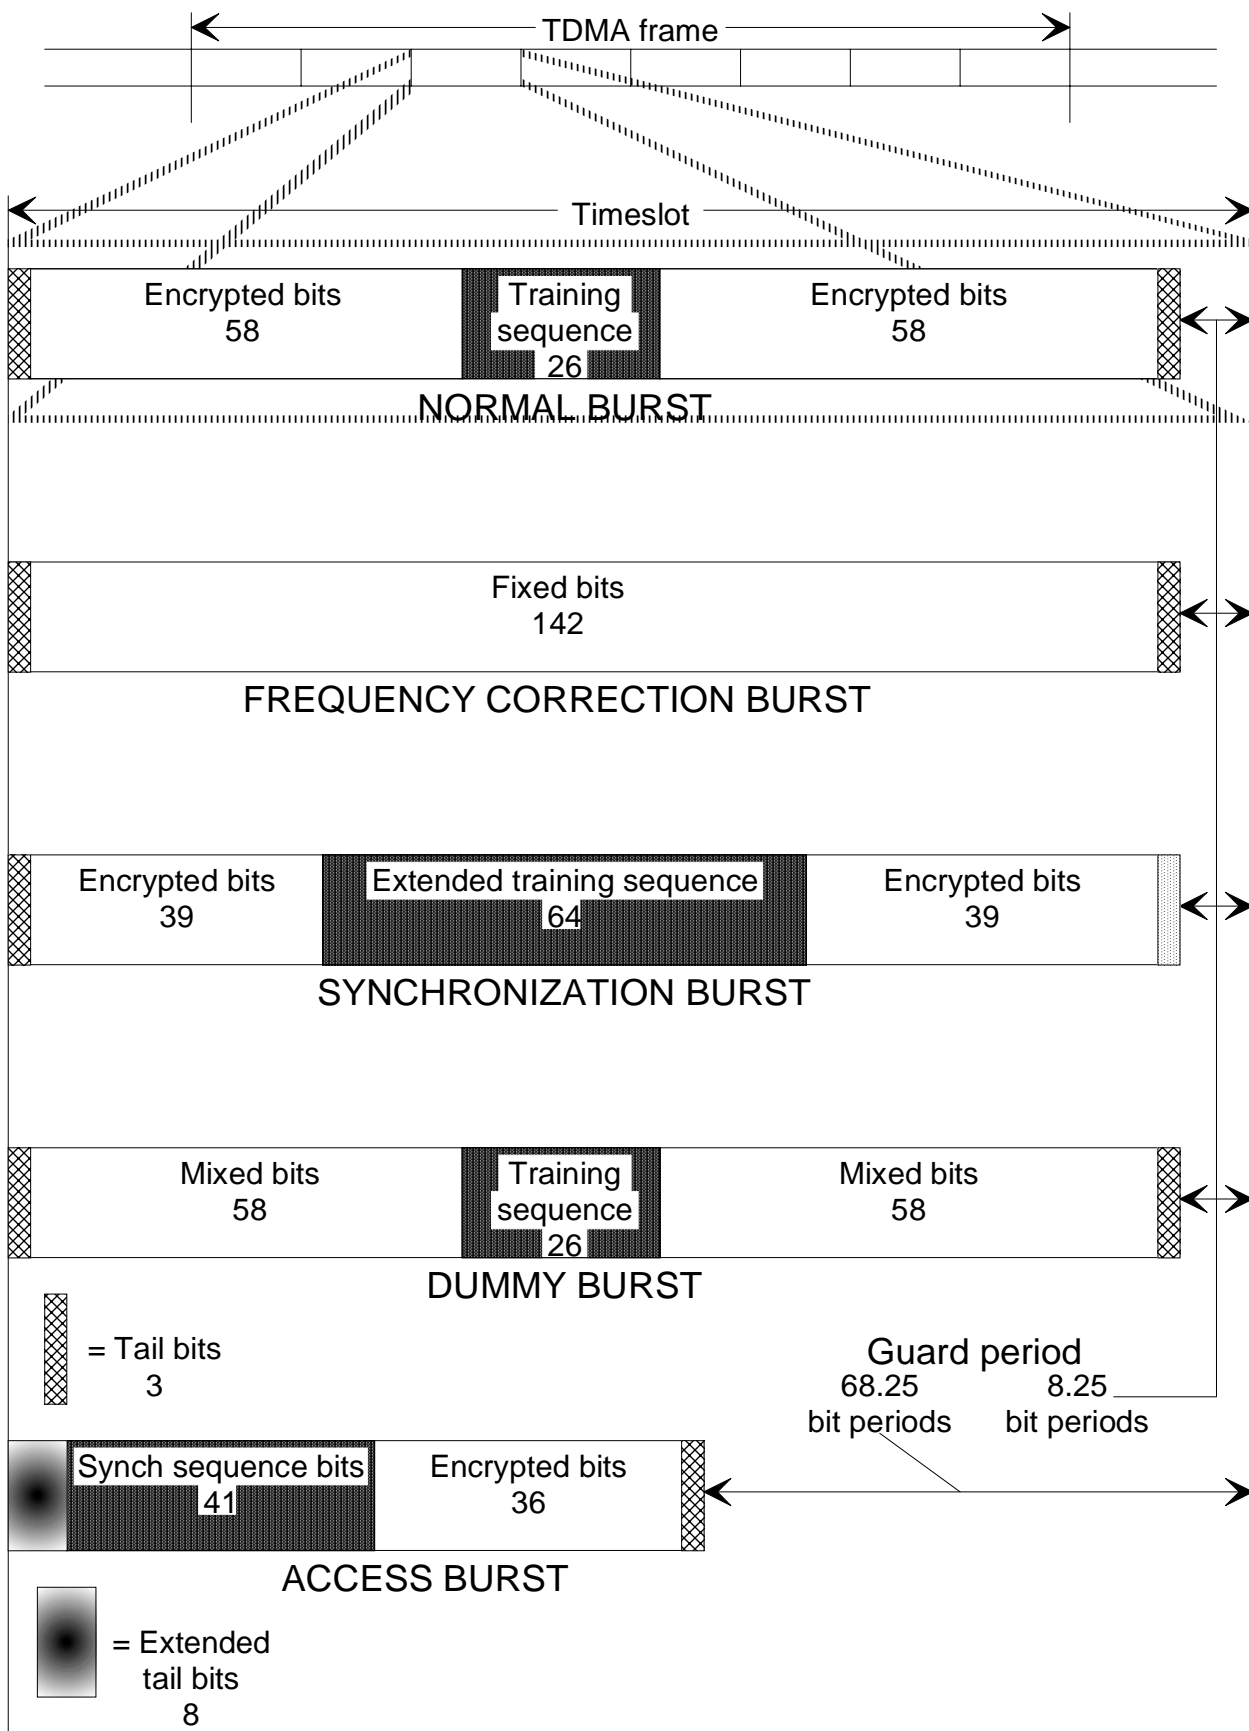 TDMA frame
Timeslot
Encrypted bits
58
Training
sequence
26
Encrypted bits
58
NORMAL BURST
Fixed bits
142
FREQUENCY CORRECTION BURST
Encrypted bits
39
Extended training sequence
64
Encrypted bits
39
SYNCHRONIZATION BURST
Mixed bits
58
Training
sequence
26
Mixed bits
58
DUMMY BURST
= Tail bits
3
Guard period
68.25
bit periods
8.25
bit periods
Synch sequence bits
41
Encrypted bits
36
ACCESS BURST
= Extended
tail bits
8